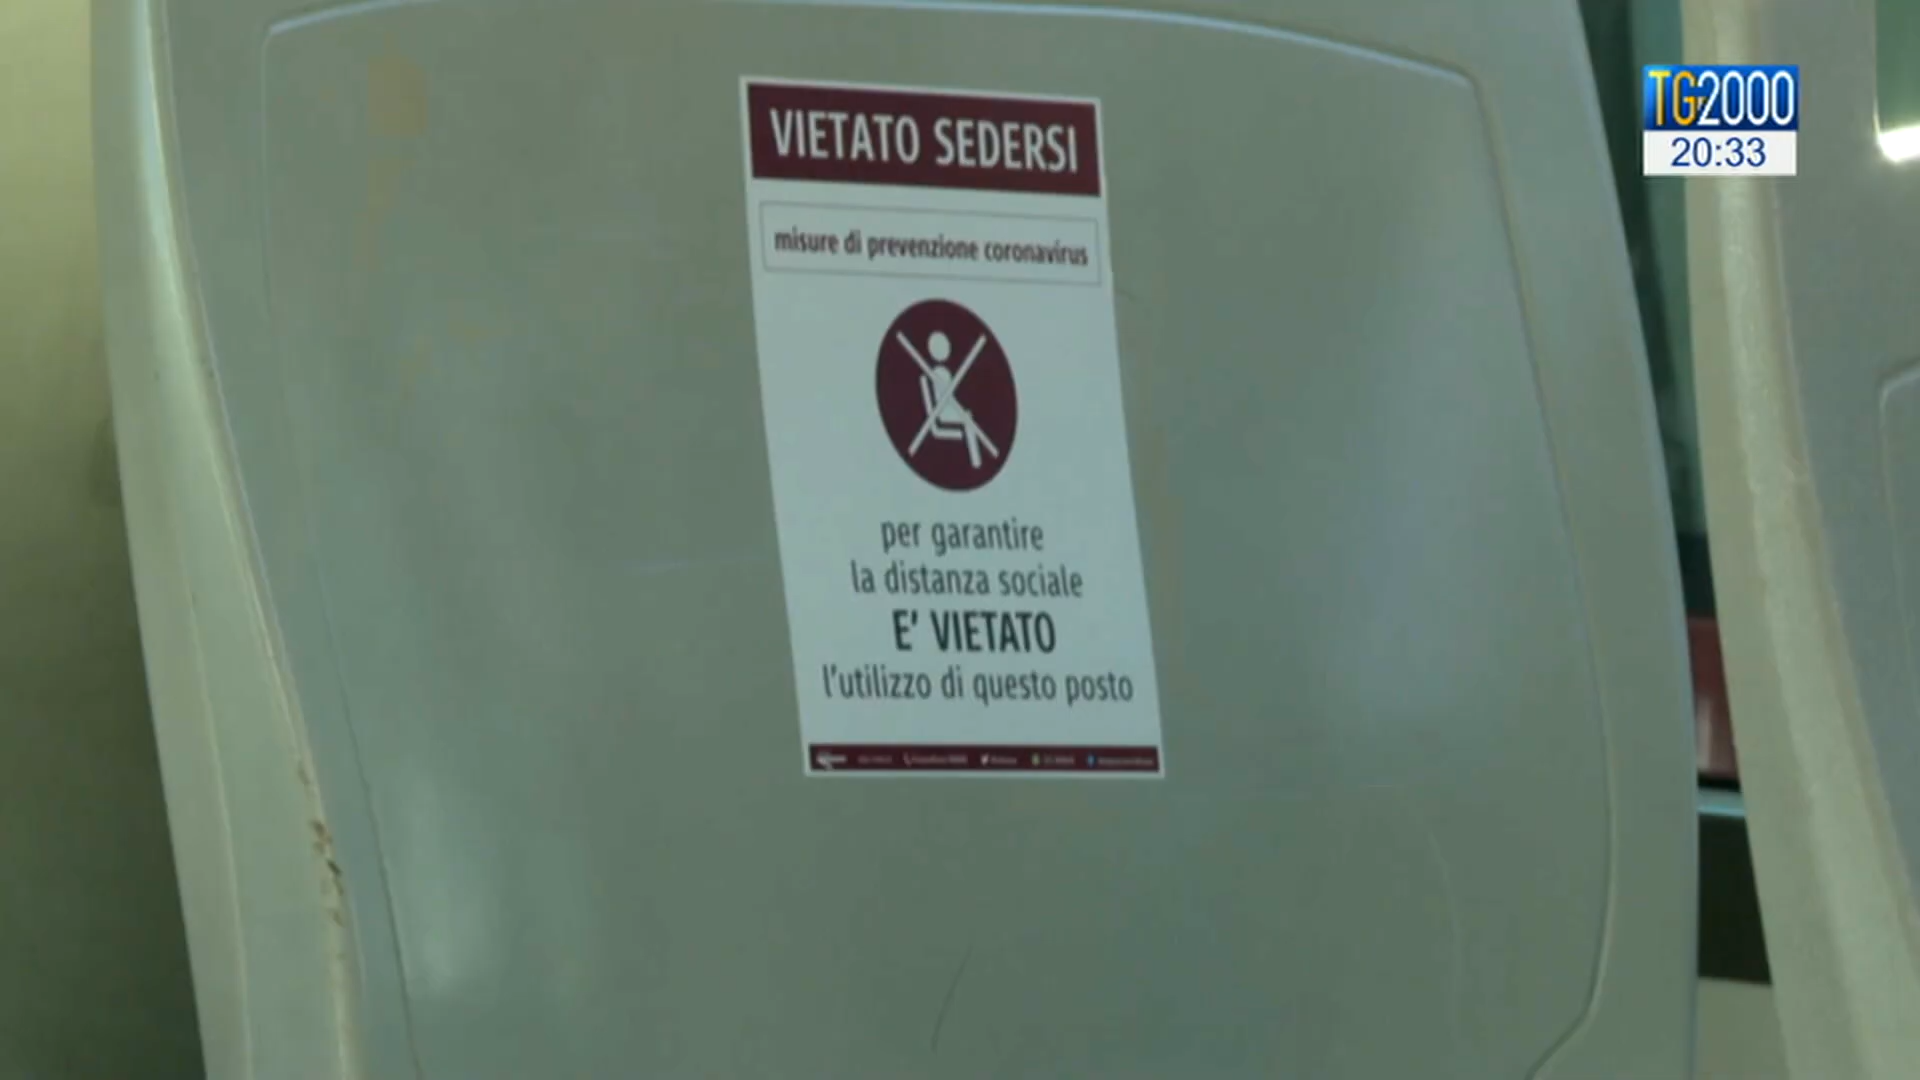 TG2000
20:33
VIETATO SEDERSI
misure di prevenzione coronavirus
per garantire
la distanza sociale
E' VIETATO
l'utilizzo di questo posto